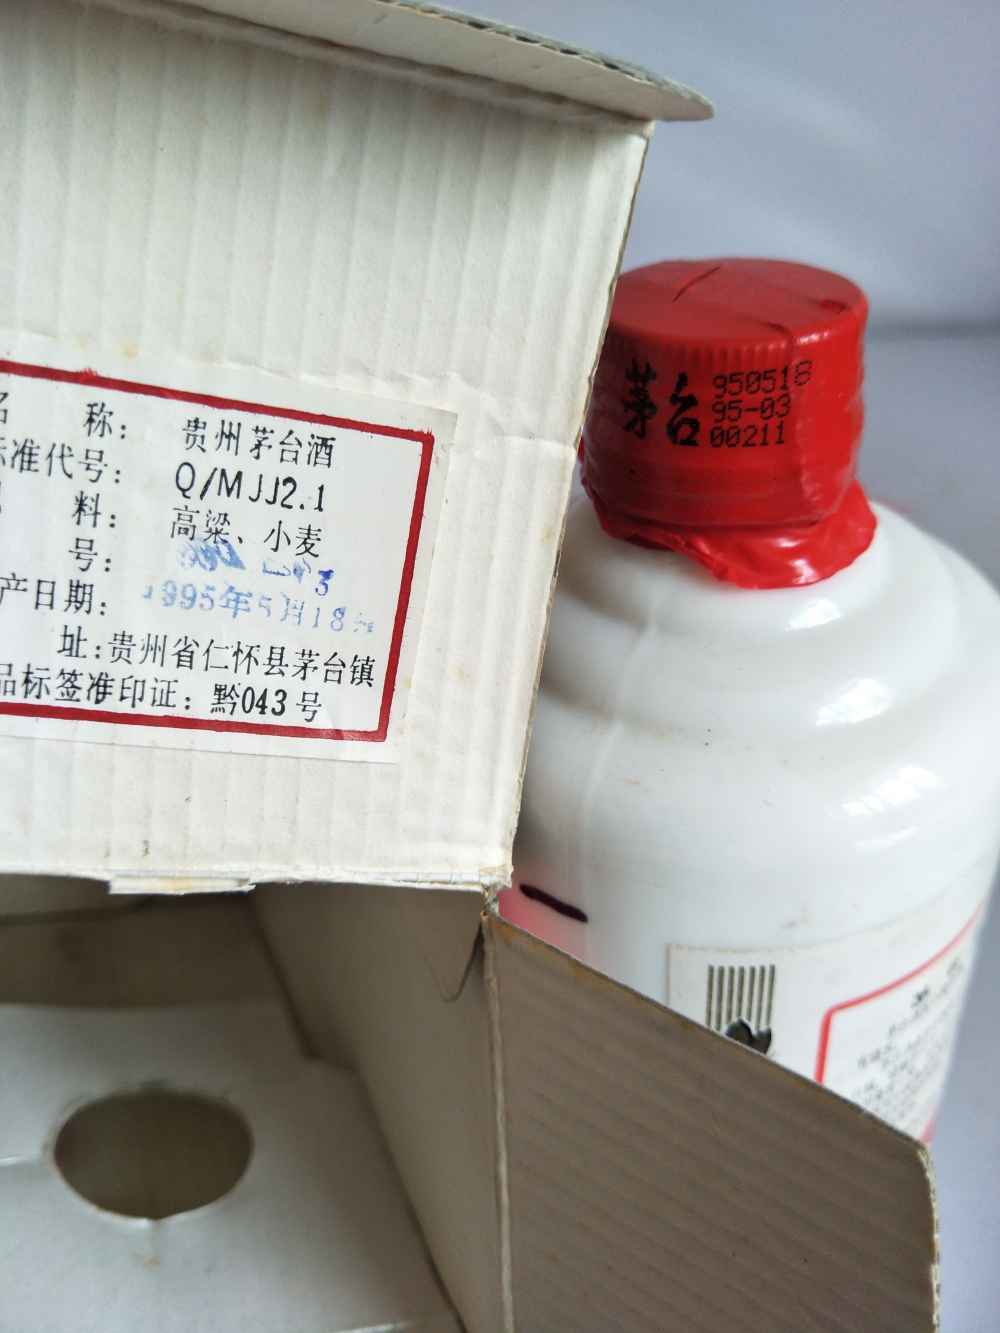 名 称: 贵州茅台酒
标准代号: Q/MJJ2.1
料: 高粱、小麦
号:
产日期: 1995年5月18日
址: 贵州省仁怀县茅台镇
品标签准印证: 黔043号
茅台
950518
95-03
00211